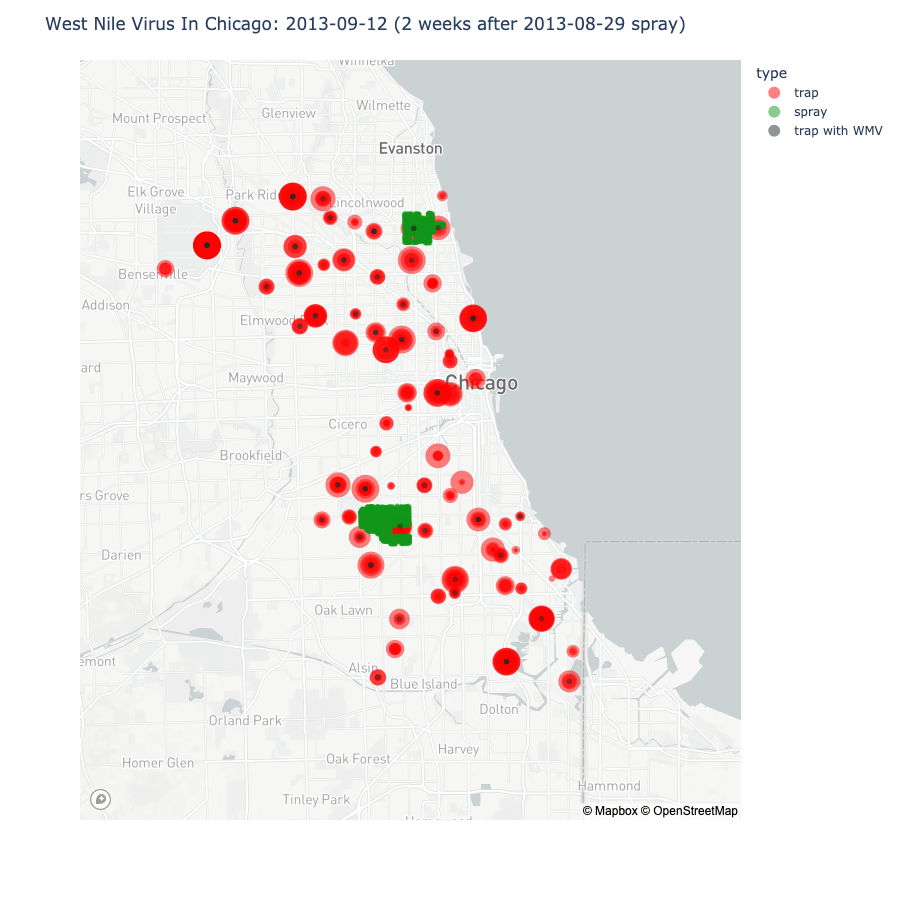 West Nile Virus In Chicago: 2013-09-12 (2 weeks after 2013-08-29 spray)
type
trap
spray
trap with WMV
Winnetka
Wilmette
Glenview
Mount Prospect
Evanston
Elk Grove
Village
Park Rid
Lincolnwood
Bensenville
Addison
Elmwood P
ard
Maywood
Chicago
Cicero
Brookfield
rs Grove
Darien
Oak Lawn
emont
Alsip
Blue Island
Dolton
Orland Park
Harvey
Oak Forest
Homer Glen
Hammond
Tinley Park
© Mapbox © OpenStreetMap